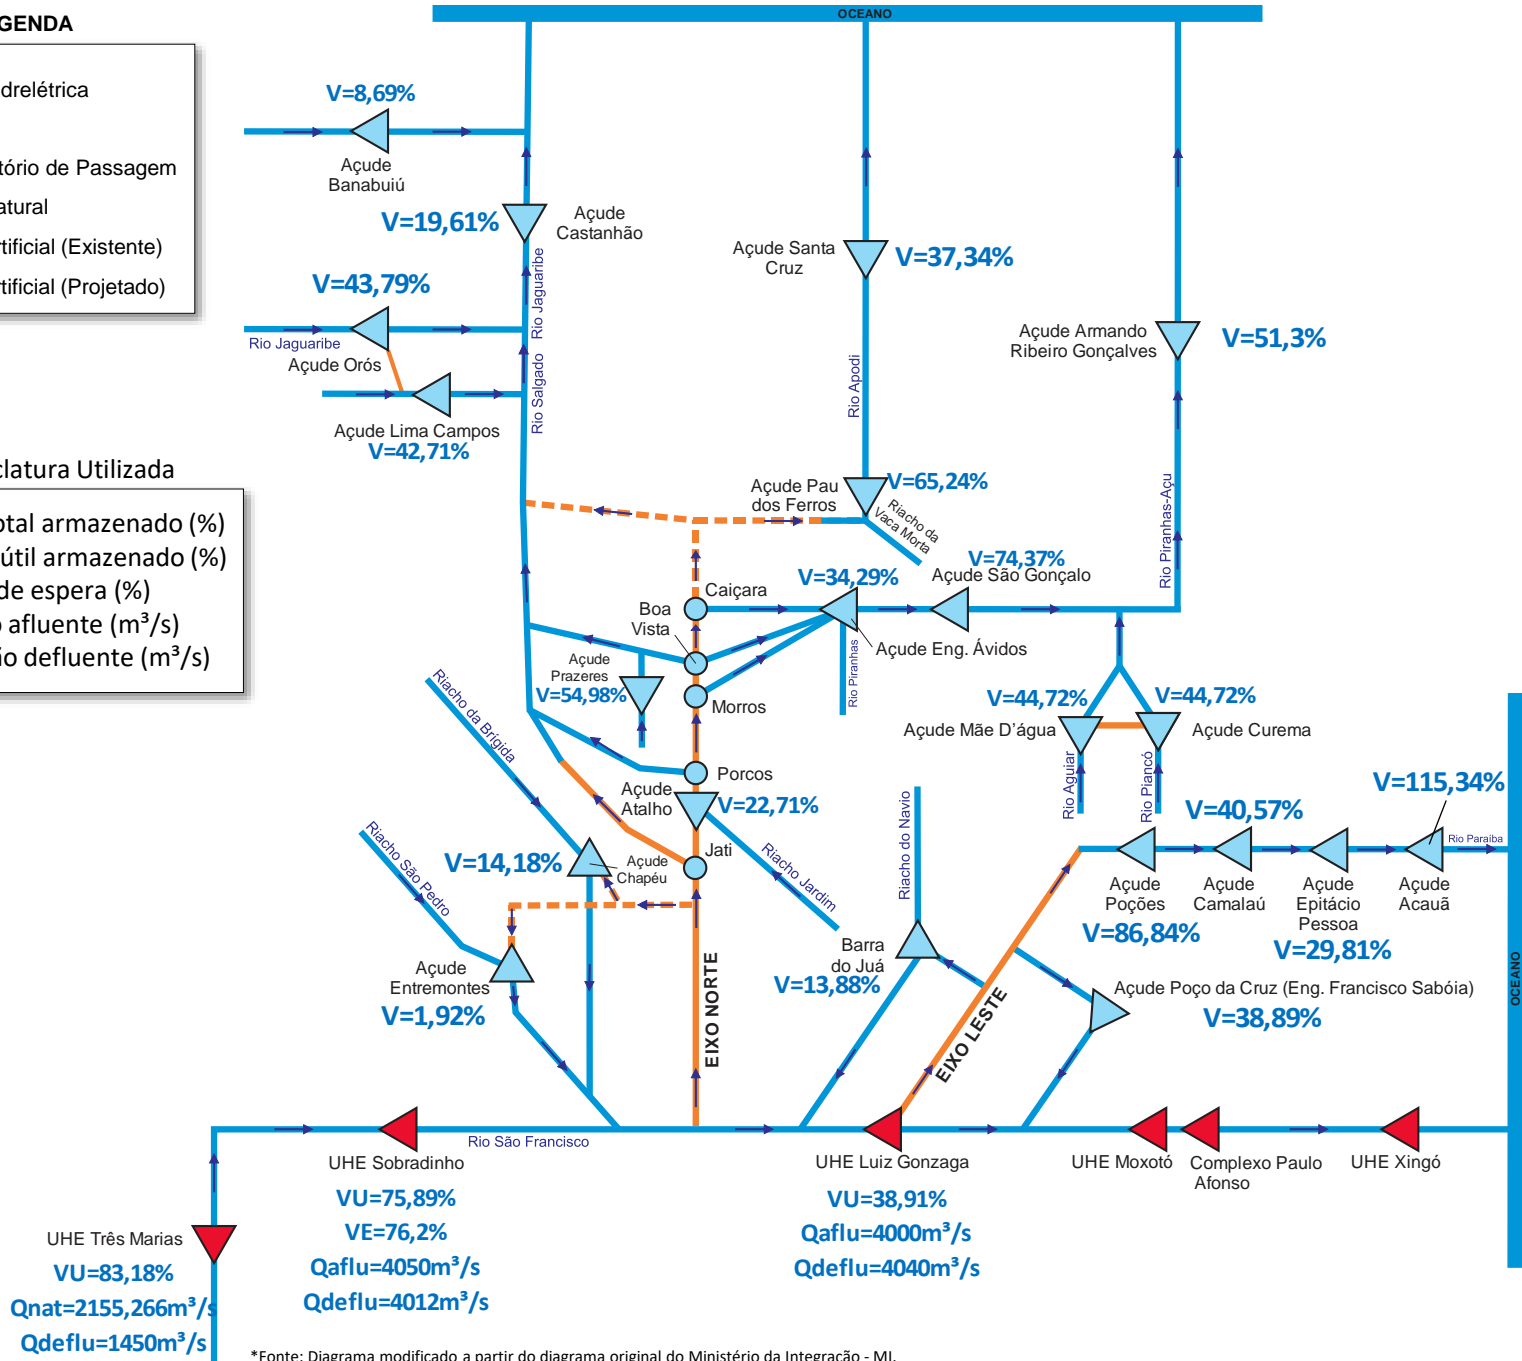 OCEANO
GENDA
drelétrica
tório de Passagem
atural
rtificial (Existente)
rtificial (Projetado)
V=8,69%
Açude
Banabuiú
V=19,61%
Açude
Castanhão
Rio Jaguaribe
V=43,79%
Rio Jaguaribe
Açude Orós
Rio Salgado
Açude Lima Campos
V=42,71%
Açude Santa
Cruz
V=37,34%
Rio Apodi
Açude Armando
Ribeiro Gonçalves
V=51,3%
Rio Piranhas-Açu
clatura Utilizada
otal armazenado (%)
útil armazenado (%)
de espera (%)
o afluente (m³/s)
ão defluente (m³/s)
Açude Pau
dos Ferros
V=65,24%
Riacho da
Vaca Morta
V=74,37%
Açude São Gonçalo
V=34,29%
Açude Eng. Ávidos
Rio Piranhas
Caiçara
Boa
Vista
Morros
Açude
Prazeres
V=54,98%
Porcos
Açude
Atalho
V=22,71%
Jati
Riacho Jardim
Riacho da Brígida
Riacho São Pedro
V=14,18%
Açude
Chapéu
Açude
Entremontes
V=1,92%
EIXO NORTE
V=44,72%
Açude Mãe D'água
V=44,72%
Açude Curema
Rio Aguiar
Rio Piancó
V=115,34%
V=40,57%
Rio Paraiba
Açude
Poções
V=86,84%
Açude
Camalaú
Açude
Epitácio
Pessoa
V=29,81%
Açude
Acauã
Riacho do Navio
Barra
do Juá
V=13,88%
EIXO LESTE
Açude Poço da Cruz (Eng. Francisco Sabóia)
V=38,89%
OCEANO
Rio São Francisco
UHE Sobradinho
VU=75,89%
VE=76,2%
Qaflu=4050m³/s
Qdeflu=4012m³/s
UHE Luiz Gonzaga
VU=38,91%
Qaflu=4000m³/s
Qdeflu=4040m³/s
UHE Moxotó
Complexo Paulo
Afonso
UHE Xingó
UHE Três Marias
VU=83,18%
Qnat=2155,266m³/s
Qdeflu=1450m³/s
*Fonte: Diagrama modificado a partir do diagrama original do Ministério da Integração - MI.